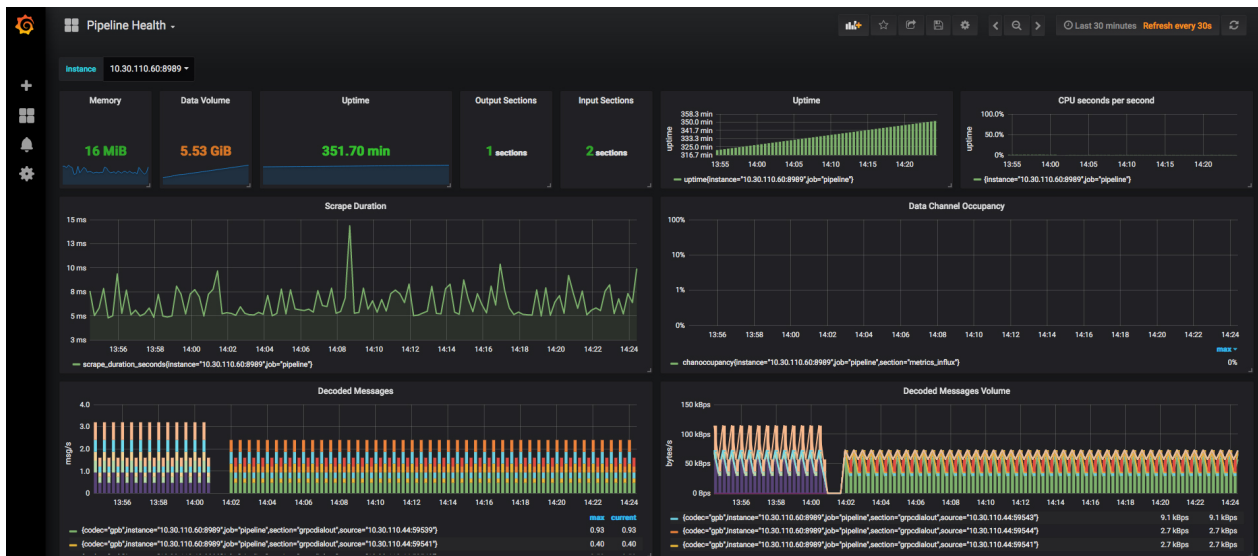 Pipeline Health
Last 30 minutes Refresh every 30s
Instance 10.30.110.60:8989
Memory
16 MiB
Data Volume
5.53 GiB
Uptime
351.70 min
Output Sections
1 sections
Input Sections
2 sections
Uptime
uptime
358.3 min
350.0 min
341.7 min
333.3 min
325.0 min
316.7 min
13:55 14:00 14:05 14:10 14:15 14:20
uptime{instance="10.30.110.60:8989",job="pipeline"}
CPU seconds per second
uptime
100.0%
50.0%
0%
13:55 14:00 14:05 14:10 14:15 14:20
{instance="10.30.110.60:8989",job="pipeline"}
Scrape Duration
15 ms
13 ms
10 ms
8 ms
5 ms
3 ms
13:56 13:58 14:00 14:02 14:04 14:06 14:08 14:10 14:12 14:14 14:16 14:18 14:20 14:22 14:24
scrape_duration_seconds{instance="10.30.110.60:8989",job="pipeline"}
Data Channel Occupancy
100%
10%
1%
0%
13:56 13:58 14:00 14:02 14:04 14:06 14:08 14:10 14:12 14:14 14:16 14:18 14:20 14:22 14:24
max
chanoccupancy{instance="10.30.110.60:8989",job="pipeline",section="metrics_influx"} 0%
Decoded Messages
msg/s
4.0
3.0
2.0
1.0
0
13:56 13:58 14:00 14:02 14:04 14:06 14:08 14:10 14:12 14:14 14:16 14:18 14:20 14:22 14:24
max current
{codec="gpb",instance="10.30.110.60:8989",job="pipeline",section="grpcdialout",source="10.30.110.44:59539"} 0.93 0.93
{codec="gpb",instance="10.30.110.60:8989",job="pipeline",section="grpcdialout",source="10.30.110.44:59541"} 0.40 0.40
Decoded Messages Volume
bytes/s
150 kBps
100 kBps
50 kBps
0 Bps
13:56 13:58 14:00 14:02 14:04 14:06 14:08 14:10 14:12 14:14 14:16 14:18 14:20 14:22 14:24
{codec="gpb",instance="10.30.110.60:8989",job="pipeline",section="grpcdialout",source="10.30.110.44:59543"} 9.1 kBps 9.1 kBps
{codec="gpb",instance="10.30.110.60:8989",job="pipeline",section="grpcdialout",source="10.30.110.44:59544"} 2.7 kBps 2.7 kBps
{codec="gpb",instance="10.30.110.60:8989",job="pipeline",section="grpcdialout",source="10.30.110.44:59541"} 2.7 kBps 2.7 kBps